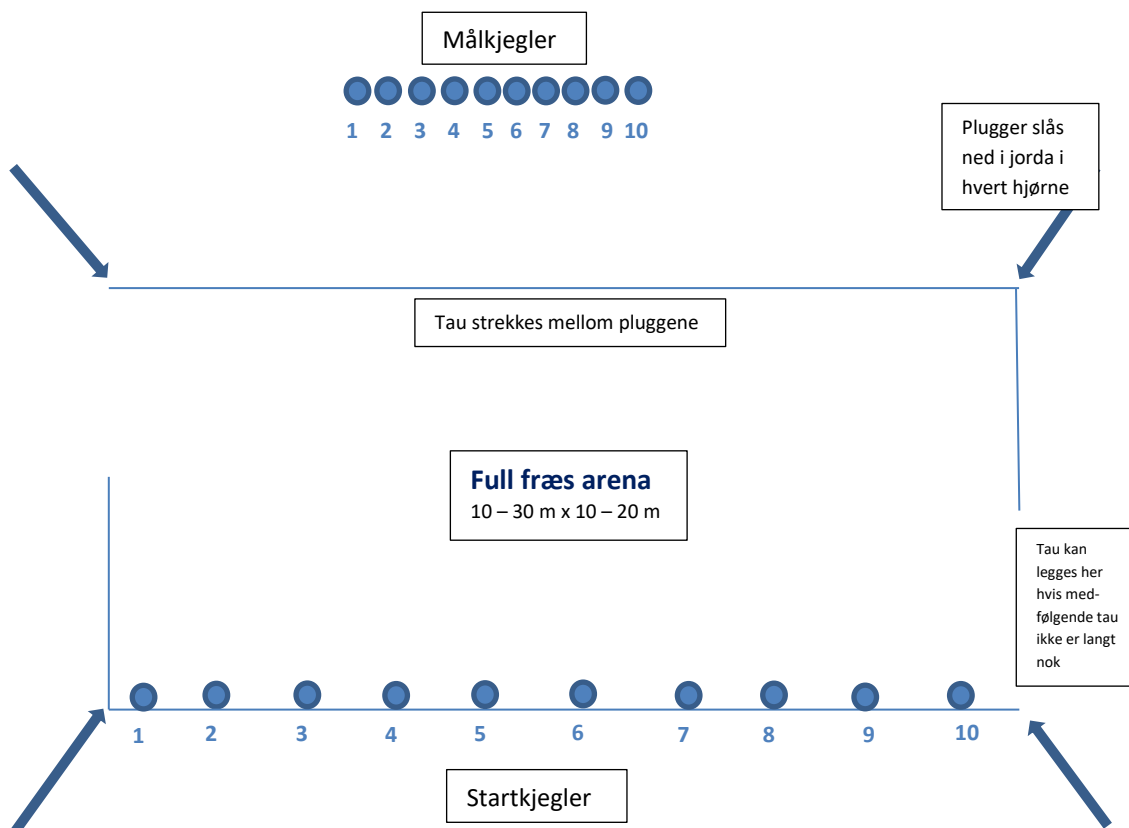 Målkjegler
1 2 3 4 5 6 7 8 9 10
Plugger slås
ned i jorda i
hvert hjørne
Tau strekkes mellom pluggene
Full fræs arena
10 – 30 m x 10 – 20 m
Tau kan
legges her
hvis med-
følgende tau
ikke er langt
nok
1 2 3 4 5 6 7 8 9 10
Startkjegler